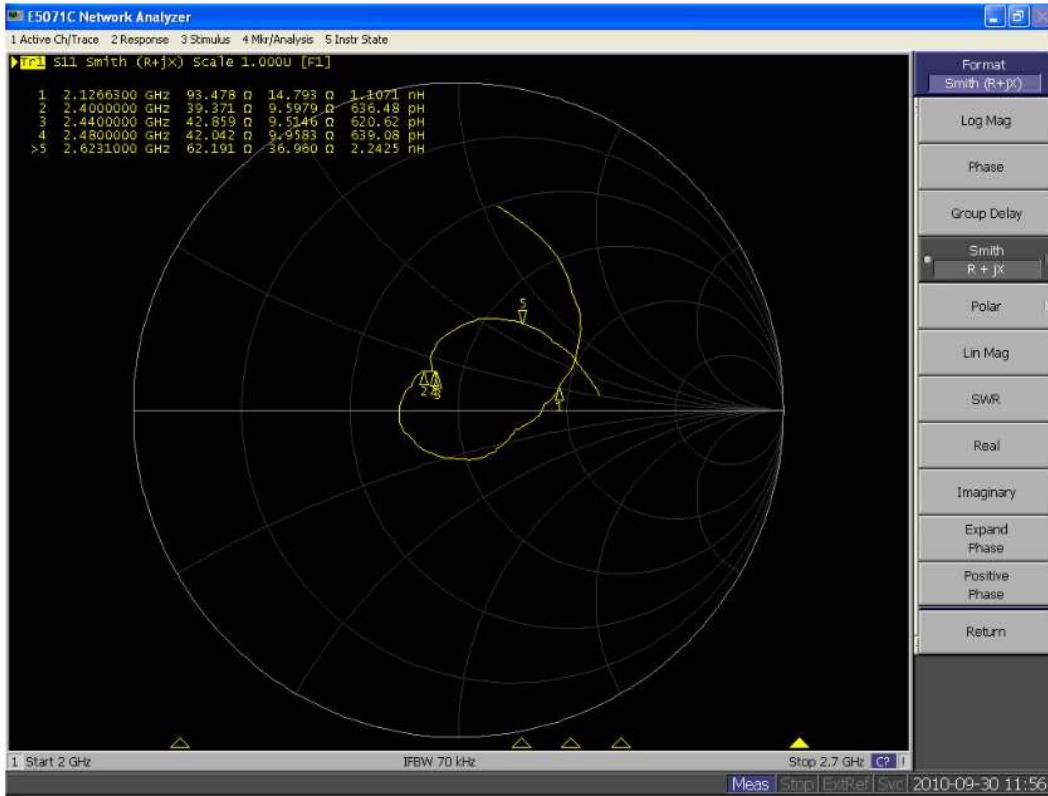 E5071C Network Analyzer
1 Active Ch/Trace 2 Response 3 Stimulus 4 Mkr/Analysis 5 Instr State
Tr1 S11 Smith (R+jX) Scale 1.000U [F1]
1 2.1266300 GHz 93.478 Ω 14.793 Ω 1.1071 nH
2 2.4000000 GHz 39.371 Ω 9.5979 Ω 636.48 pH
3 2.4400000 GHz 42.859 Ω 9.5146 Ω 620.62 pH
4 2.4800000 GHz 42.042 Ω 9.9583 Ω 639.08 pH
>5 2.6231000 GHz 62.191 Ω 36.960 Ω 2.2425 nH
5
2
1
Format
Smith (R+jX)
Log Mag
Phase
Group Delay
Smith
R + jX
Polar
Lin Mag
SWR
Real
Imaginary
Expand
Phase
Positive
Phase
Return
1 Start 2 GHz IFBW 70 kHz Stop 2.7 GHz C? !
Meas Stop ExtRef Svc 2010-09-30 11:56